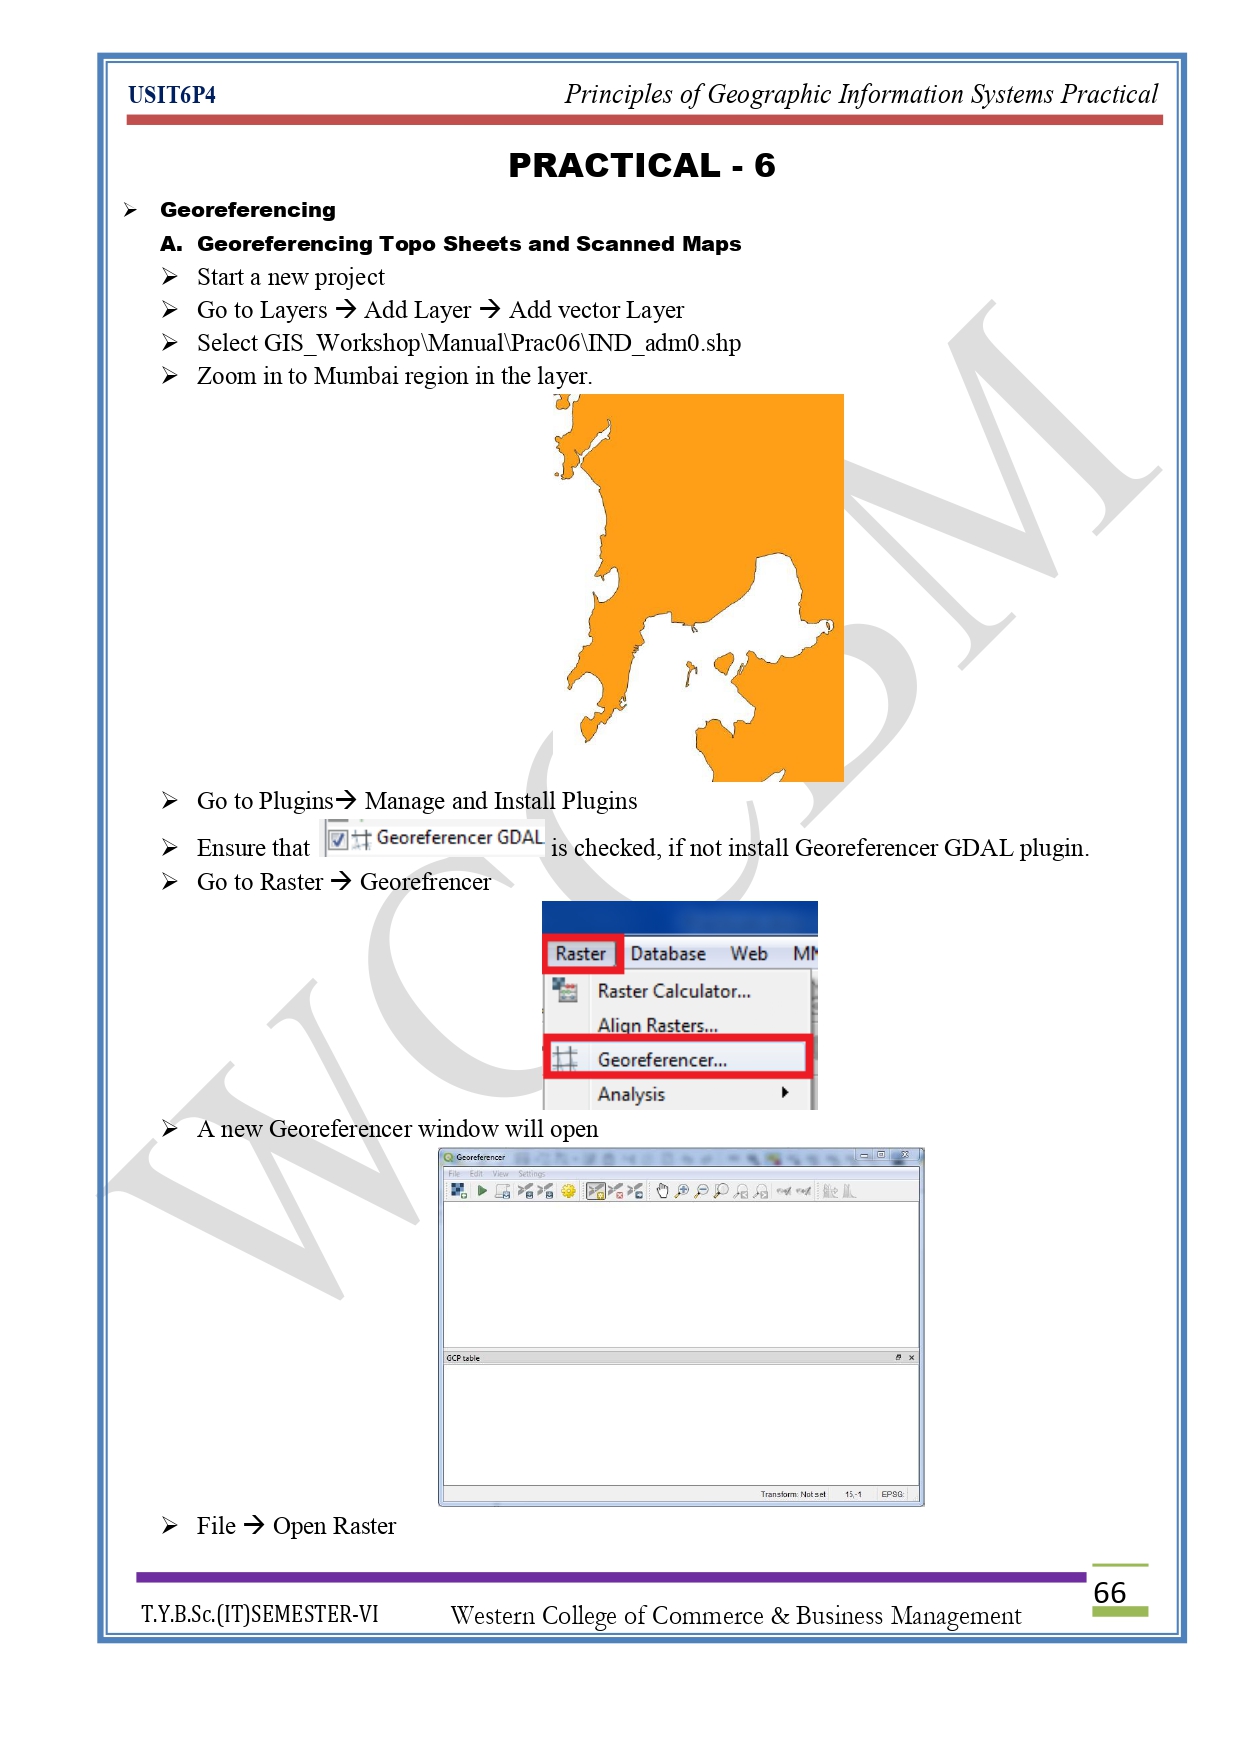 USIT6P4 Principles of Geographic Information Systems Practical
PRACTICAL - 6
➢ Georeferencing
A. Georeferencing Topo Sheets and Scanned Maps
➢ Start a new project
➢ Go to Layers → Add Layer → Add vector Layer
➢ Select GIS_Workshop\Manual\Prac06\IND_adm0.shp
➢ Zoom in to Mumbai region in the layer.
➢ Go to Plugins→ Manage and Install Plugins
➢ Ensure that Georeferencer GDAL is checked, if not install Georeferencer GDAL plugin.
➢ Go to Raster → Georefrencer
Raster Database Web MM
Raster Calculator...
Align Rasters...
Georeferencer...
Analysis
➢ A new Georeferencer window will open
Georeferencer
File Edit View Settings
GCP table
Transform: Not set 15,-1 EPSG:
➢ File → Open Raster
66
T.Y.B.Sc.(IT)SEMESTER-VI Western College of Commerce & Business Management
WCCBM